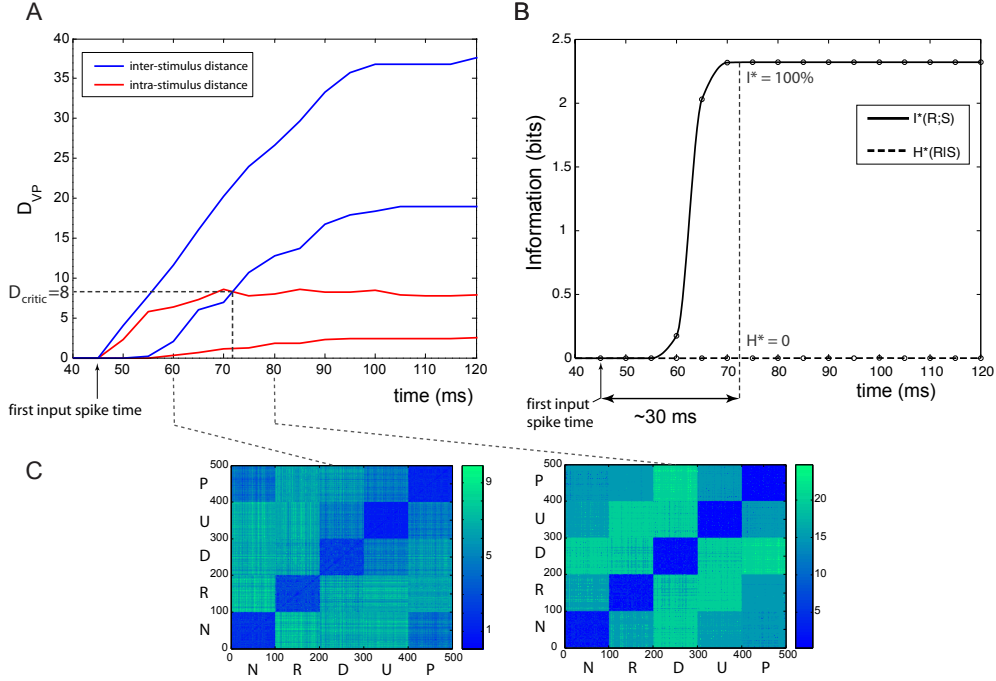 A
40
35
30
25
20
15
10
5
0
D_VP
D_critic=8
inter-stimulus distance
intra-stimulus distance
40 50 60 70 80 90 100 110 120
time (ms)
first input spike time
B
2.5
2
1.5
1
0.5
0
Information (bits)
I* = 100%
I*(R;S)
H*(R|S)
H* = 0
40 50 60 70 80 90 100 110 120
time (ms)
first input
spike time
~30 ms
C
500
P
400
U
300
D
200
R
100
N
0
0 100 200 300 400 500
N R D U P
9
5
1
500
P
400
U
300
D
200
R
100
N
0
0 100 200 300 400 500
N R D U P
20
15
10
5